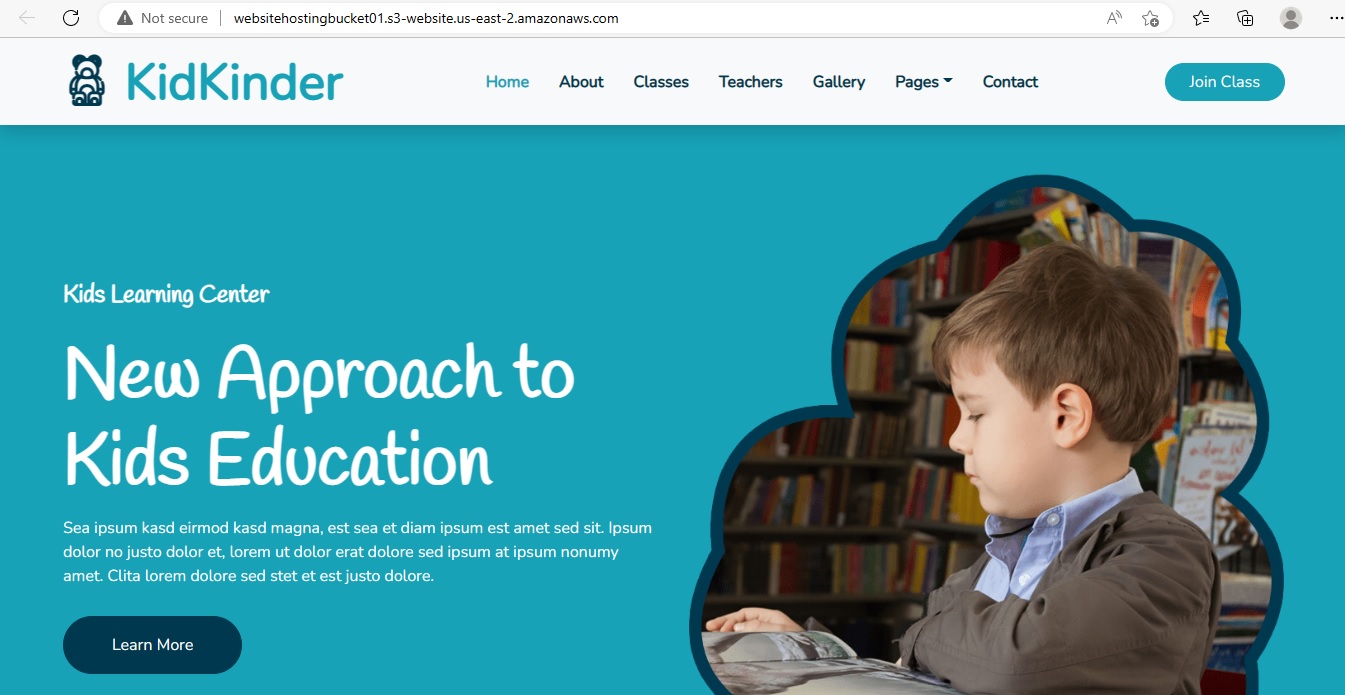 Not secure
websitehostingbucket01.s3-website.us-east-2.amazonaws.com
KidKinder
Home About Classes Teachers Gallery Pages Contact
Join Class
Kids Learning Center
New Approach to
Kids Education
Sea ipsum kasd eirmod kasd magna, est sea et diam ipsum est amet sed sit. Ipsum
dolor no justo dolor et, lorem ut dolor erat dolore sed ipsum at ipsum nonumy
amet. Clita lorem dolore sed stet et est justo dolore.
Learn More